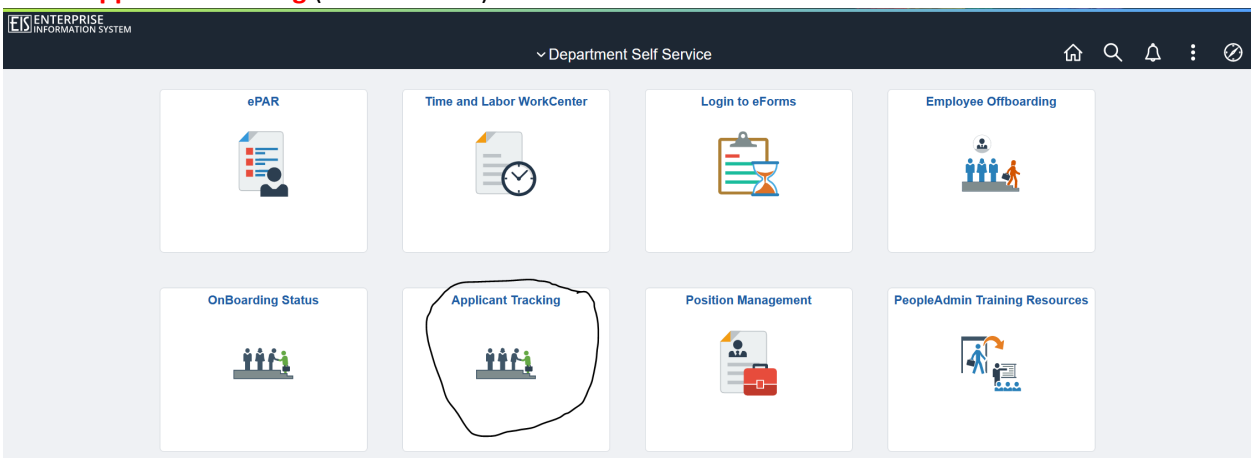 EIS ENTERPRISE
INFORMATION SYSTEM
Department Self Service
ePAR
Time and Labor WorkCenter
Login to eForms
Employee Offboarding
OnBoarding Status
Applicant Tracking
Position Management
PeopleAdmin Training Resources